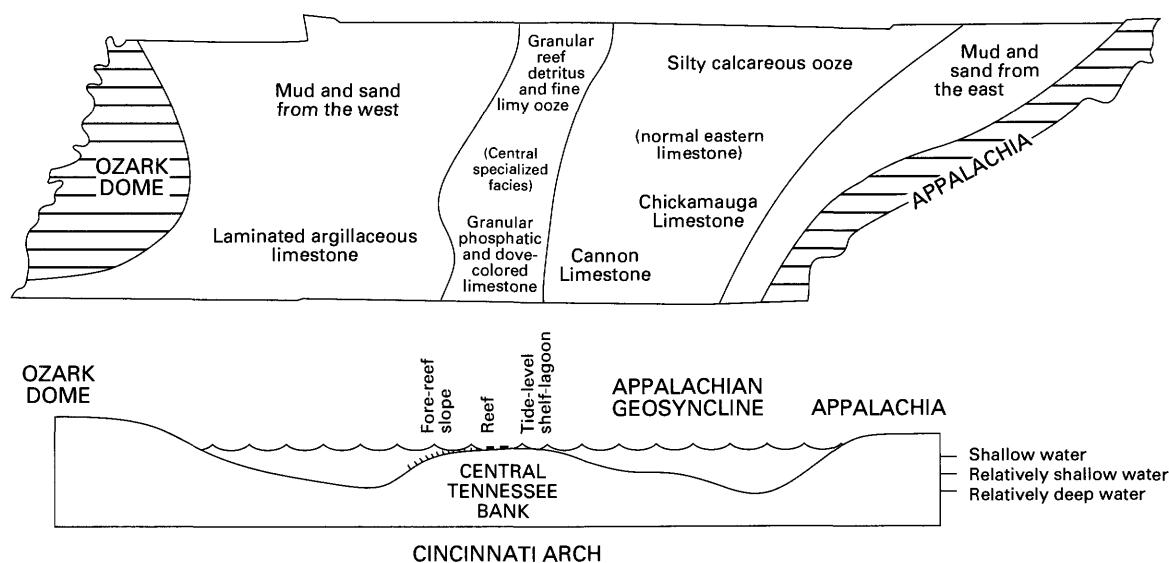 OZARK
DOME
Mud and sand
from the west
Laminated argillaceous
limestone
Granular
reef
detritus
and fine
limy ooze
(Central
specialized
facies)
Granular
phosphatic
and dove-
colored
limestone
Silty calcareous ooze
(normal eastern
limestone)
Chickamauga
Limestone
Cannon
Limestone
Mud and
sand from
the east
APPALACHIA
OZARK
DOME
Fore-reef
slope
Reef
Tide-level
shelf-lagoon
APPALACHIAN
GEOSYNCLINE
APPALACHIA
CENTRAL
TENNESSEE
BANK
Shallow water
Relatively shallow water
Relatively deep water
CINCINNATI ARCH